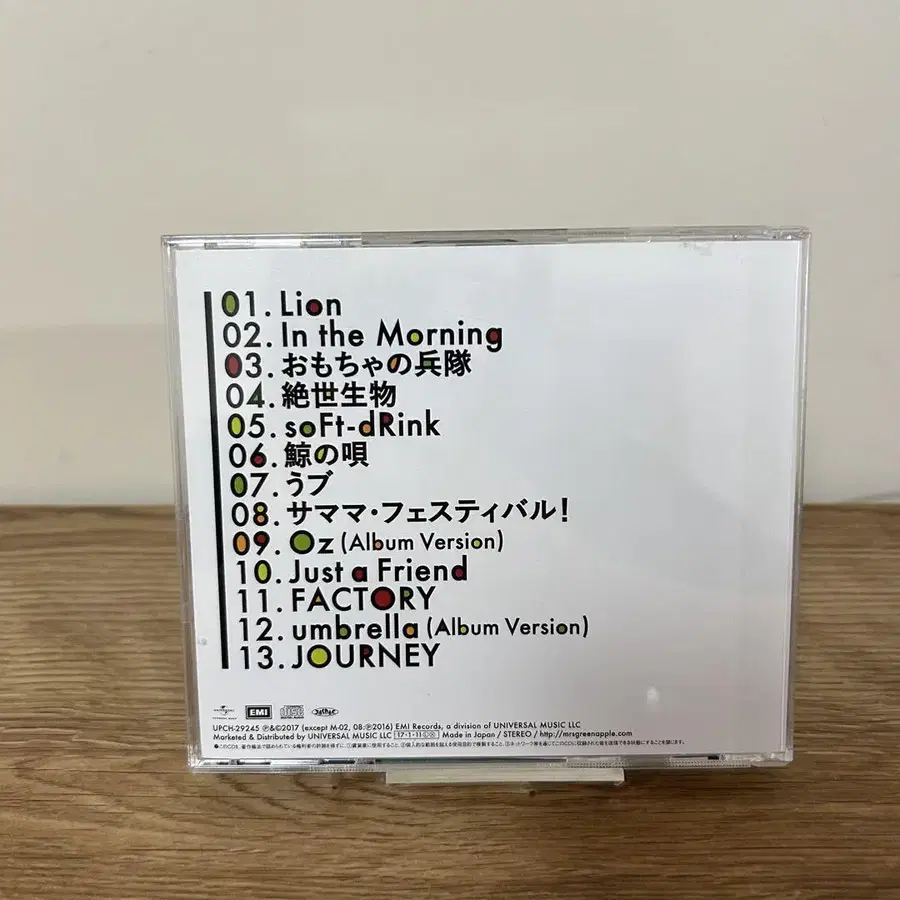 01. Lion
02. In the Morning
03. おもちゃの兵隊
04. 絶世生物
05. soFt-dRink
06. 鯨の唄
07. うブ
08. サママ・フェスティバル!
09. Oz (Album Version)
10. Just a Friend
11. FACTORY
12. umbrella (Album Version)
13. JOURNEY
EMI
UPCH-29245 ℗&©2017 (except M-02, 08:℗2016) EMI Records, a division of UNIVERSAL MUSIC LLC
Marketed & Distributed by UNIVERSAL MUSIC LLC 17·1·11 Made in Japan / STEREO / http://mrsgreenapple.com